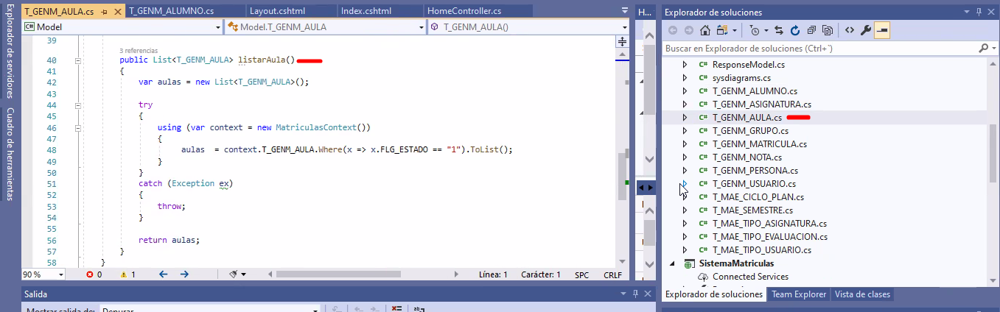 Explorador de servidores
Cuadro de herramientas
T_GENM_AULA.cs
T_GENM_ALUMNO.cs
Layout.cshtml
Index.cshtml
HomeController.cs
C# Model
Model.T_GENM_AULA
T_GENM_AULA()
39
3 referencias
40 public List<T_GENM_AULA> listarAula()
41 {
42 var aulas = new List<T_GENM_AULA>();
43
44 try
45 {
46 using (var context = new MatriculasContext())
47 {
48 aulas = context.T_GENM_AULA.Where(x => x.FLG_ESTADO == "1").ToList();
49 }
50 }
51 catch (Exception ex)
52 {
53 throw;
54 }
55
56 return aulas;
57 }
58 }
90 %
0
1
Línea: 1
Carácter: 1
SPC
CRLF
Salida
Mostrar salida de:
Depurar
H...
Explorador de soluciones
Buscar en Explorador de soluciones (Ctrl+`)
C# ResponseModel.cs
C# sysdiagrams.cs
C# T_GENM_ALUMNO.cs
C# T_GENM_ASIGNATURA.cs
C# T_GENM_AULA.cs
C# T_GENM_GRUPO.cs
C# T_GENM_MATRICULA.cs
C# T_GENM_NOTA.cs
C# T_GENM_PERSONA.cs
C# T_GENM_USUARIO.cs
C# T_MAE_CICLO_PLAN.cs
C# T_MAE_SEMESTRE.cs
C# T_MAE_TIPO_ASIGNATURA.cs
C# T_MAE_TIPO_EVALUACION.cs
C# T_MAE_TIPO_USUARIO.cs
SistemaMatriculas
Connected Services
Explorador de soluciones
Team Explorer
Vista de clases